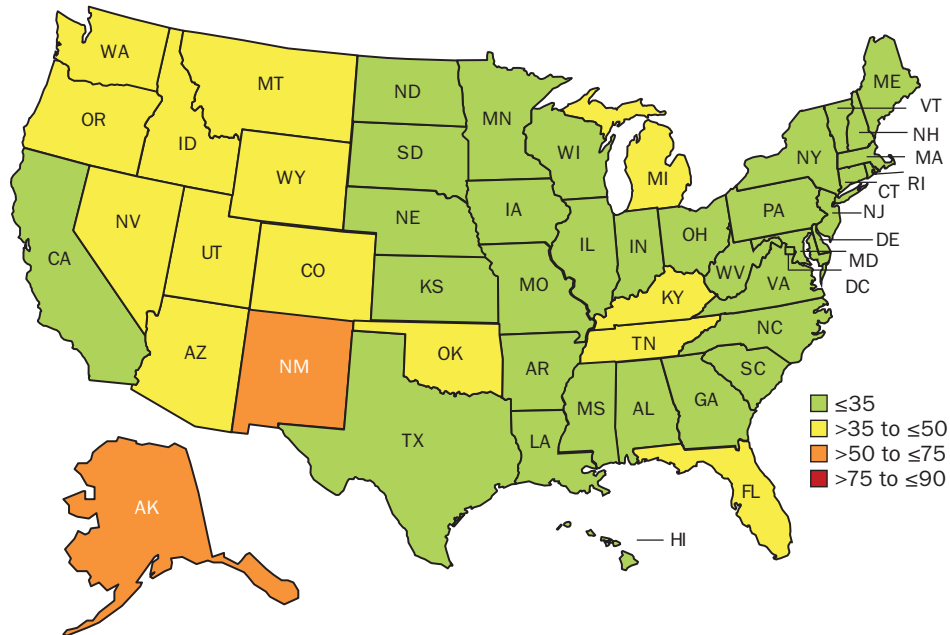 WA
MT
ND
MN
ME
VT
OR
ID
SD
WI
NY
NH
MA
WY
MI
RI
CT
NE
IA
PA
NJ
NV
UT
IL
IN
OH
DE
CA
CO
KS
MO
WV
VA
MD
DC
KY
NC
AZ
NM
OK
TN
AR
SC
MS
AL
GA
≤35
TX
LA
>35 to ≤50
>50 to ≤75
>75 to ≤90
FL
AK
HI